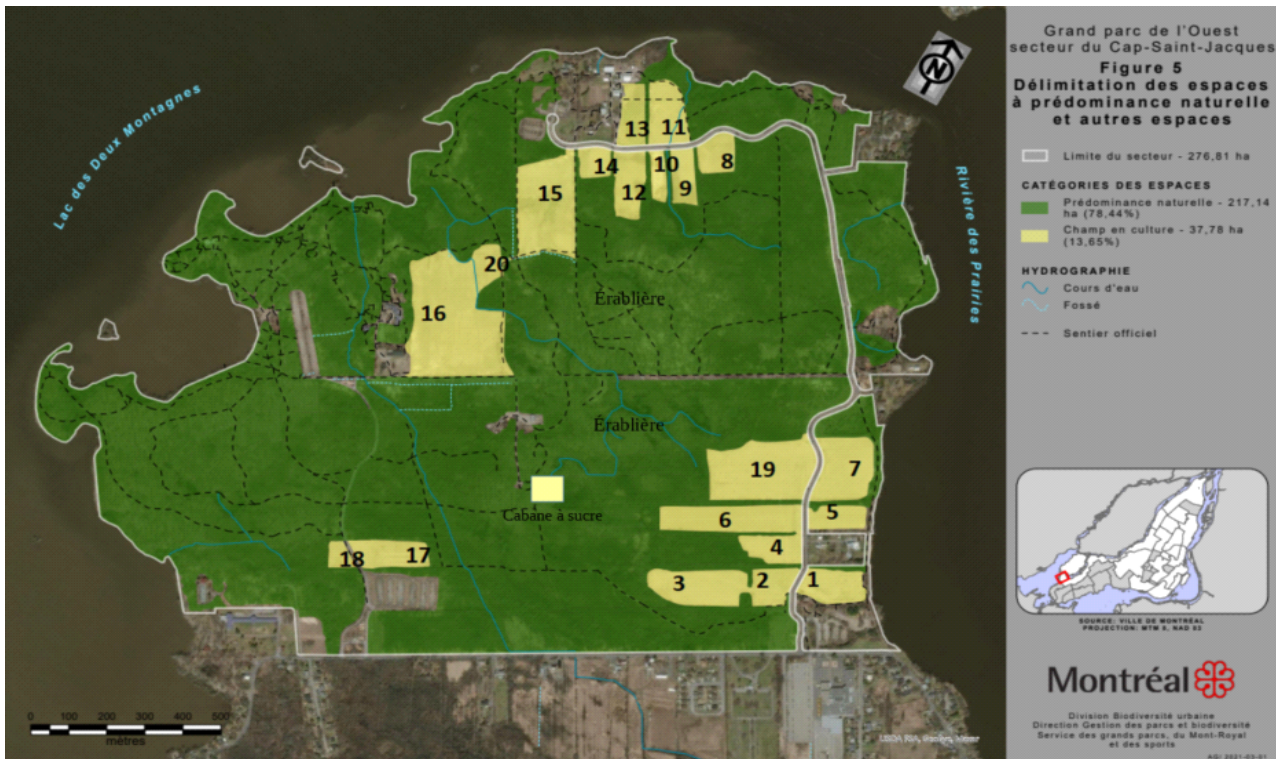 Grand parc de l'Ouest
secteur du Cap-Saint-Jacques
Figure 5
Délimitation des espaces
à prédominance naturelle
et autres espaces
Limite du secteur - 276,81 ha
CATÉGORIES DES ESPACES
Prédominance naturelle - 217,14
ha (78,44%)
Champ en culture - 37,78 ha
(13,65%)
HYDROGRAPHIE
Cours d'eau
Fossé
Sentier officiel
SOURCE: VILLE DE MONTRÉAL
PROJECTION: MTM 8, NAD 83
Montréal
Division Biodiversité urbaine
Direction Gestion des parcs et biodiversité
Service des grands parcs, du Mont-Royal
et des sports
Lac des Deux Montagnes
Rivière des Prairies
N
13
11
14
10
8
15
12
9
20
16
Érablière
Érablière
19
7
Cabane à sucre
6
5
4
18
17
3
2
1
0 100 200 300 400 500
mètres